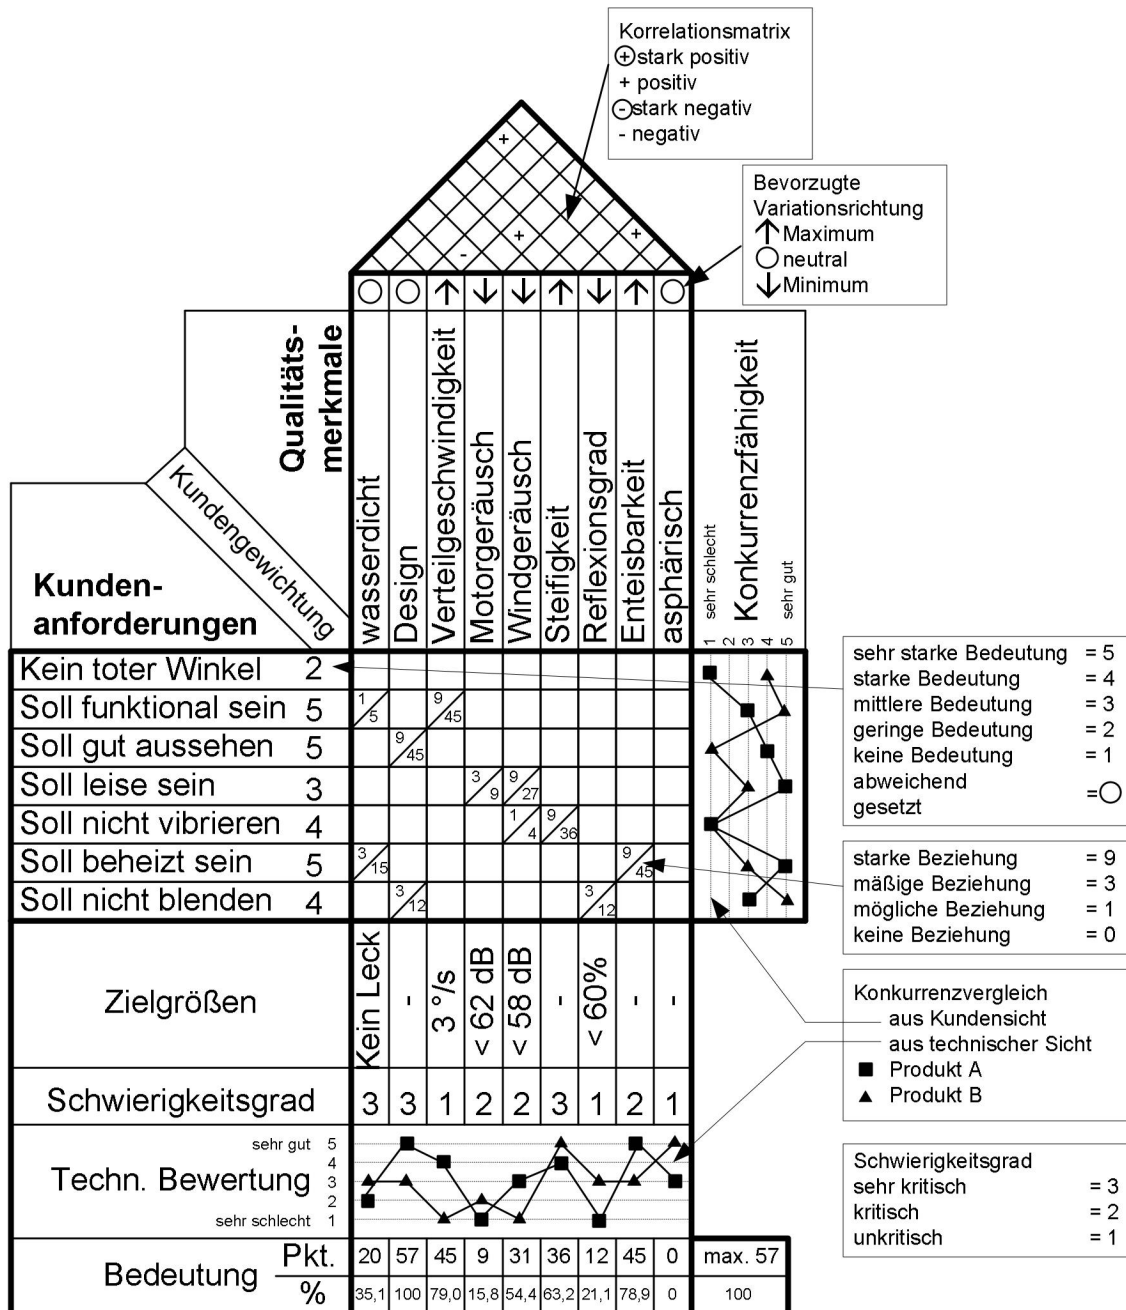 Korrelationsmatrix
+ stark positiv
+ positiv
- stark negativ
- negativ
+
+
+
-
Bevorzugte
Variationsrichtung
↑ Maximum
○ neutral
↓ Minimum
○ ○ ↑ ↓ ↓ ↑ ↓ ↑ ○
Qualitäts-
merkmale
Kundengewichtung
Kunden-
anforderungen
wasserdicht
Design
Verteilgeschwindigkeit
Motorgeräusch
Windgeräusch
Steifigkeit
Reflexionsgrad
Enteisbarkeit
asphärisch
Konkurrenzfähigkeit
sehr schlecht
sehr gut
1 2 3 4 5
Kein toter Winkel 2
Soll funktional sein 5 1/5 9/45
Soll gut aussehen 5 9/45
Soll leise sein 3 3/9 9/27
Soll nicht vibrieren 4 1/4 9/36
Soll beheizt sein 5 3/15 9/45
Soll nicht blenden 4 3/12 3/12
sehr starke Bedeutung = 5
starke Bedeutung = 4
mittlere Bedeutung = 3
geringe Bedeutung = 2
keine Bedeutung = 1
abweichend
gesetzt =○
starke Beziehung = 9
mäßige Beziehung = 3
mögliche Beziehung = 1
keine Beziehung = 0
Zielgrößen
Kein Leck
-
3 °/s
< 62 dB
< 58 dB
-
< 60%
-
-
Konkurrenzvergleich
aus Kundensicht
aus technischer Sicht
■ Produkt A
▲ Produkt B
Schwierigkeitsgrad 3 3 1 2 2 3 1 2 1
Techn. Bewertung
sehr gut 5
4
3
2
sehr schlecht 1
Schwierigkeitsgrad
sehr kritisch = 3
kritisch = 2
unkritisch = 1
Bedeutung
Pkt. 20 57 45 9 31 36 12 45 0 max. 57
% 35,1 100 79,0 15,8 54,4 63,2 21,1 78,9 0 100